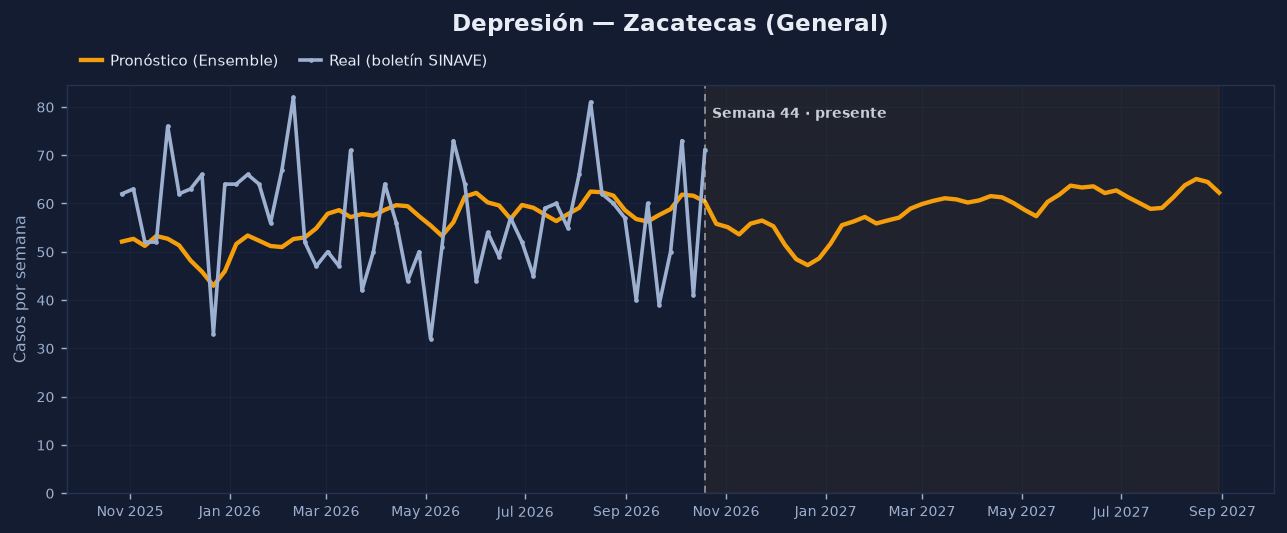 Depresión — Zacatecas (General)
Pronóstico (Ensemble)
Real (boletín SINAVE)
Semana 44 · presente
Casos por semana
80
70
60
50
40
30
20
10
0
Nov 2025
Jan 2026
Mar 2026
May 2026
Jul 2026
Sep 2026
Nov 2026
Jan 2027
Mar 2027
May 2027
Jul 2027
Sep 2027